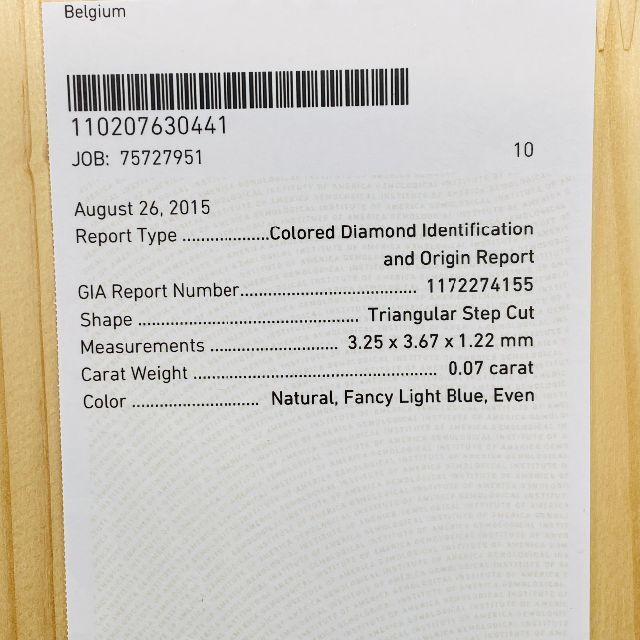 Belgium
110207630441
JOB: 75727951
10
August 26, 2015
Report Type ...................Colored Diamond Identification
and Origin Report
GIA Report Number...................................... 1172274155
Shape ............................................... Triangular Step Cut
Measurements ........................... 3.25 x 3.67 x 1.22 mm
Carat Weight .................................................... 0.07 carat
Color ........................... Natural, Fancy Light Blue, Even